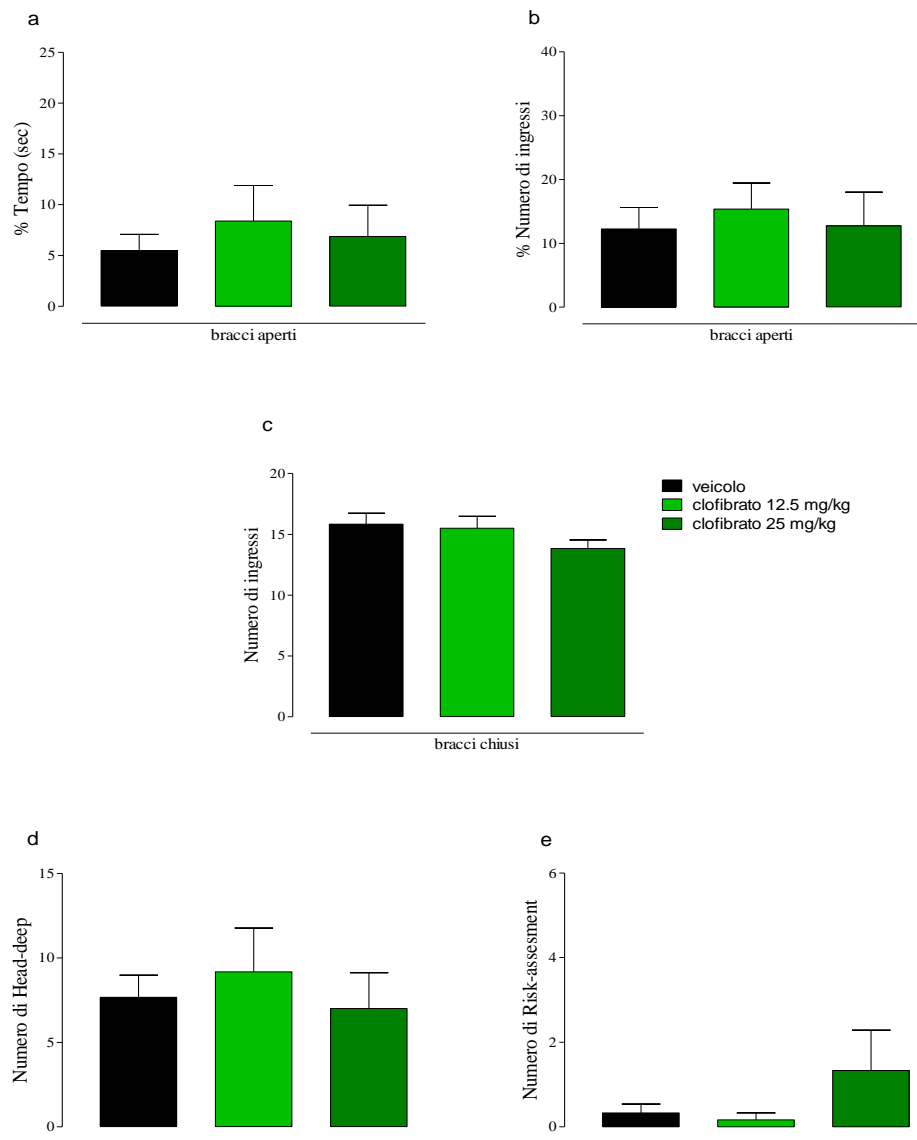 a
25
20
15
10
5
0
% Tempo (sec)
bracci aperti
b
40
30
20
10
0
% Numero di ingressi
bracci aperti
c
20
15
10
5
0
Numero di ingressi
bracci chiusi
veicolo
clofibrato 12.5 mg/kg
clofibrato 25 mg/kg
d
15
10
5
0
Numero di Head-deep
e
6
4
2
0
Numero di Risk-assesment